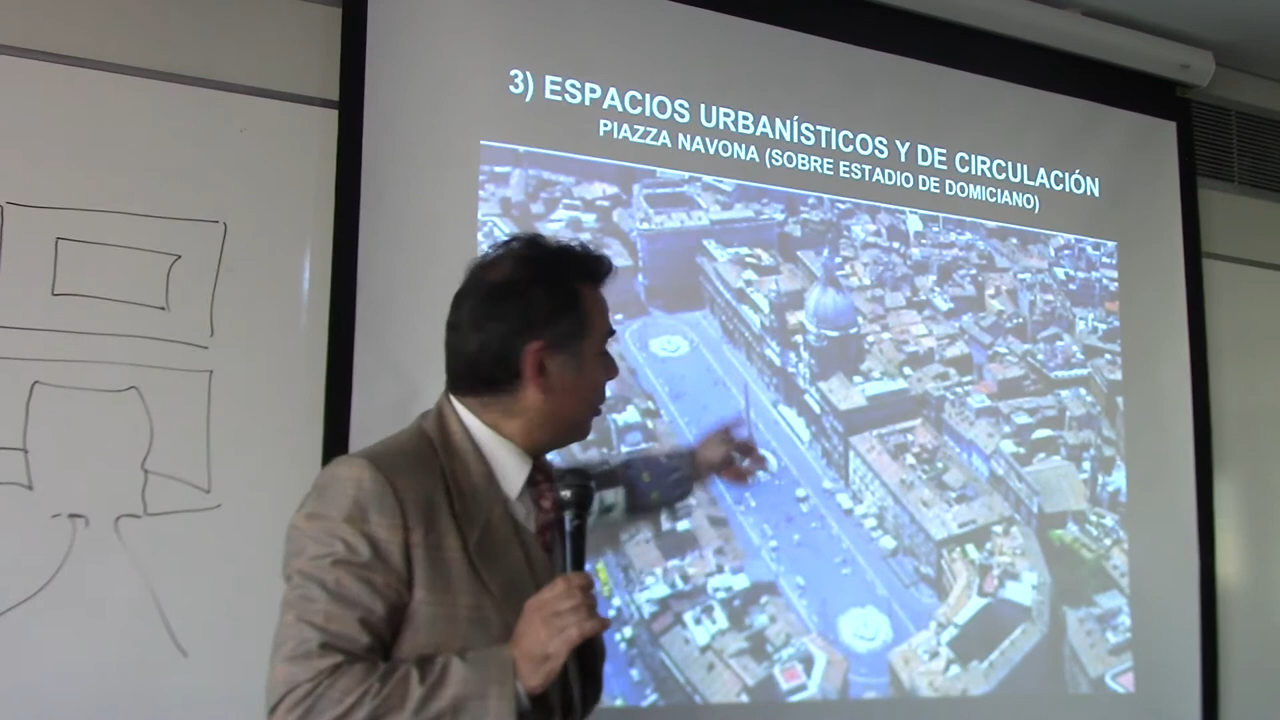 3) ESPACIOS URBANÍSTICOS Y DE CIRCULACIÓN
PIAZZA NAVONA (SOBRE ESTADIO DE DOMICIANO)